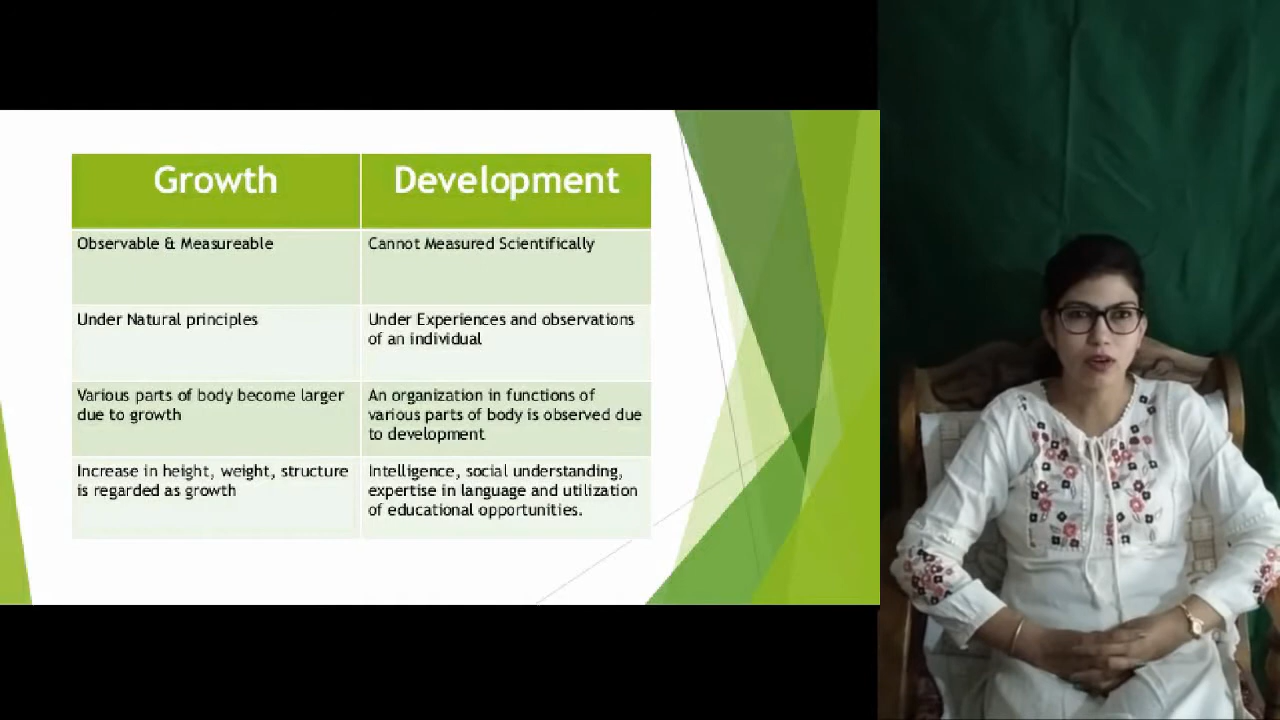 Growth
Development
Observable & Measureable
Cannot Measured Scientifically
Under Natural principles
Under Experiences and observations
of an individual
Various parts of body become larger
due to growth
An organization in functions of
various parts of body is observed due
to development
Increase in height, weight, structure
is regarded as growth
Intelligence, social understanding,
expertise in language and utilization
of educational opportunities.